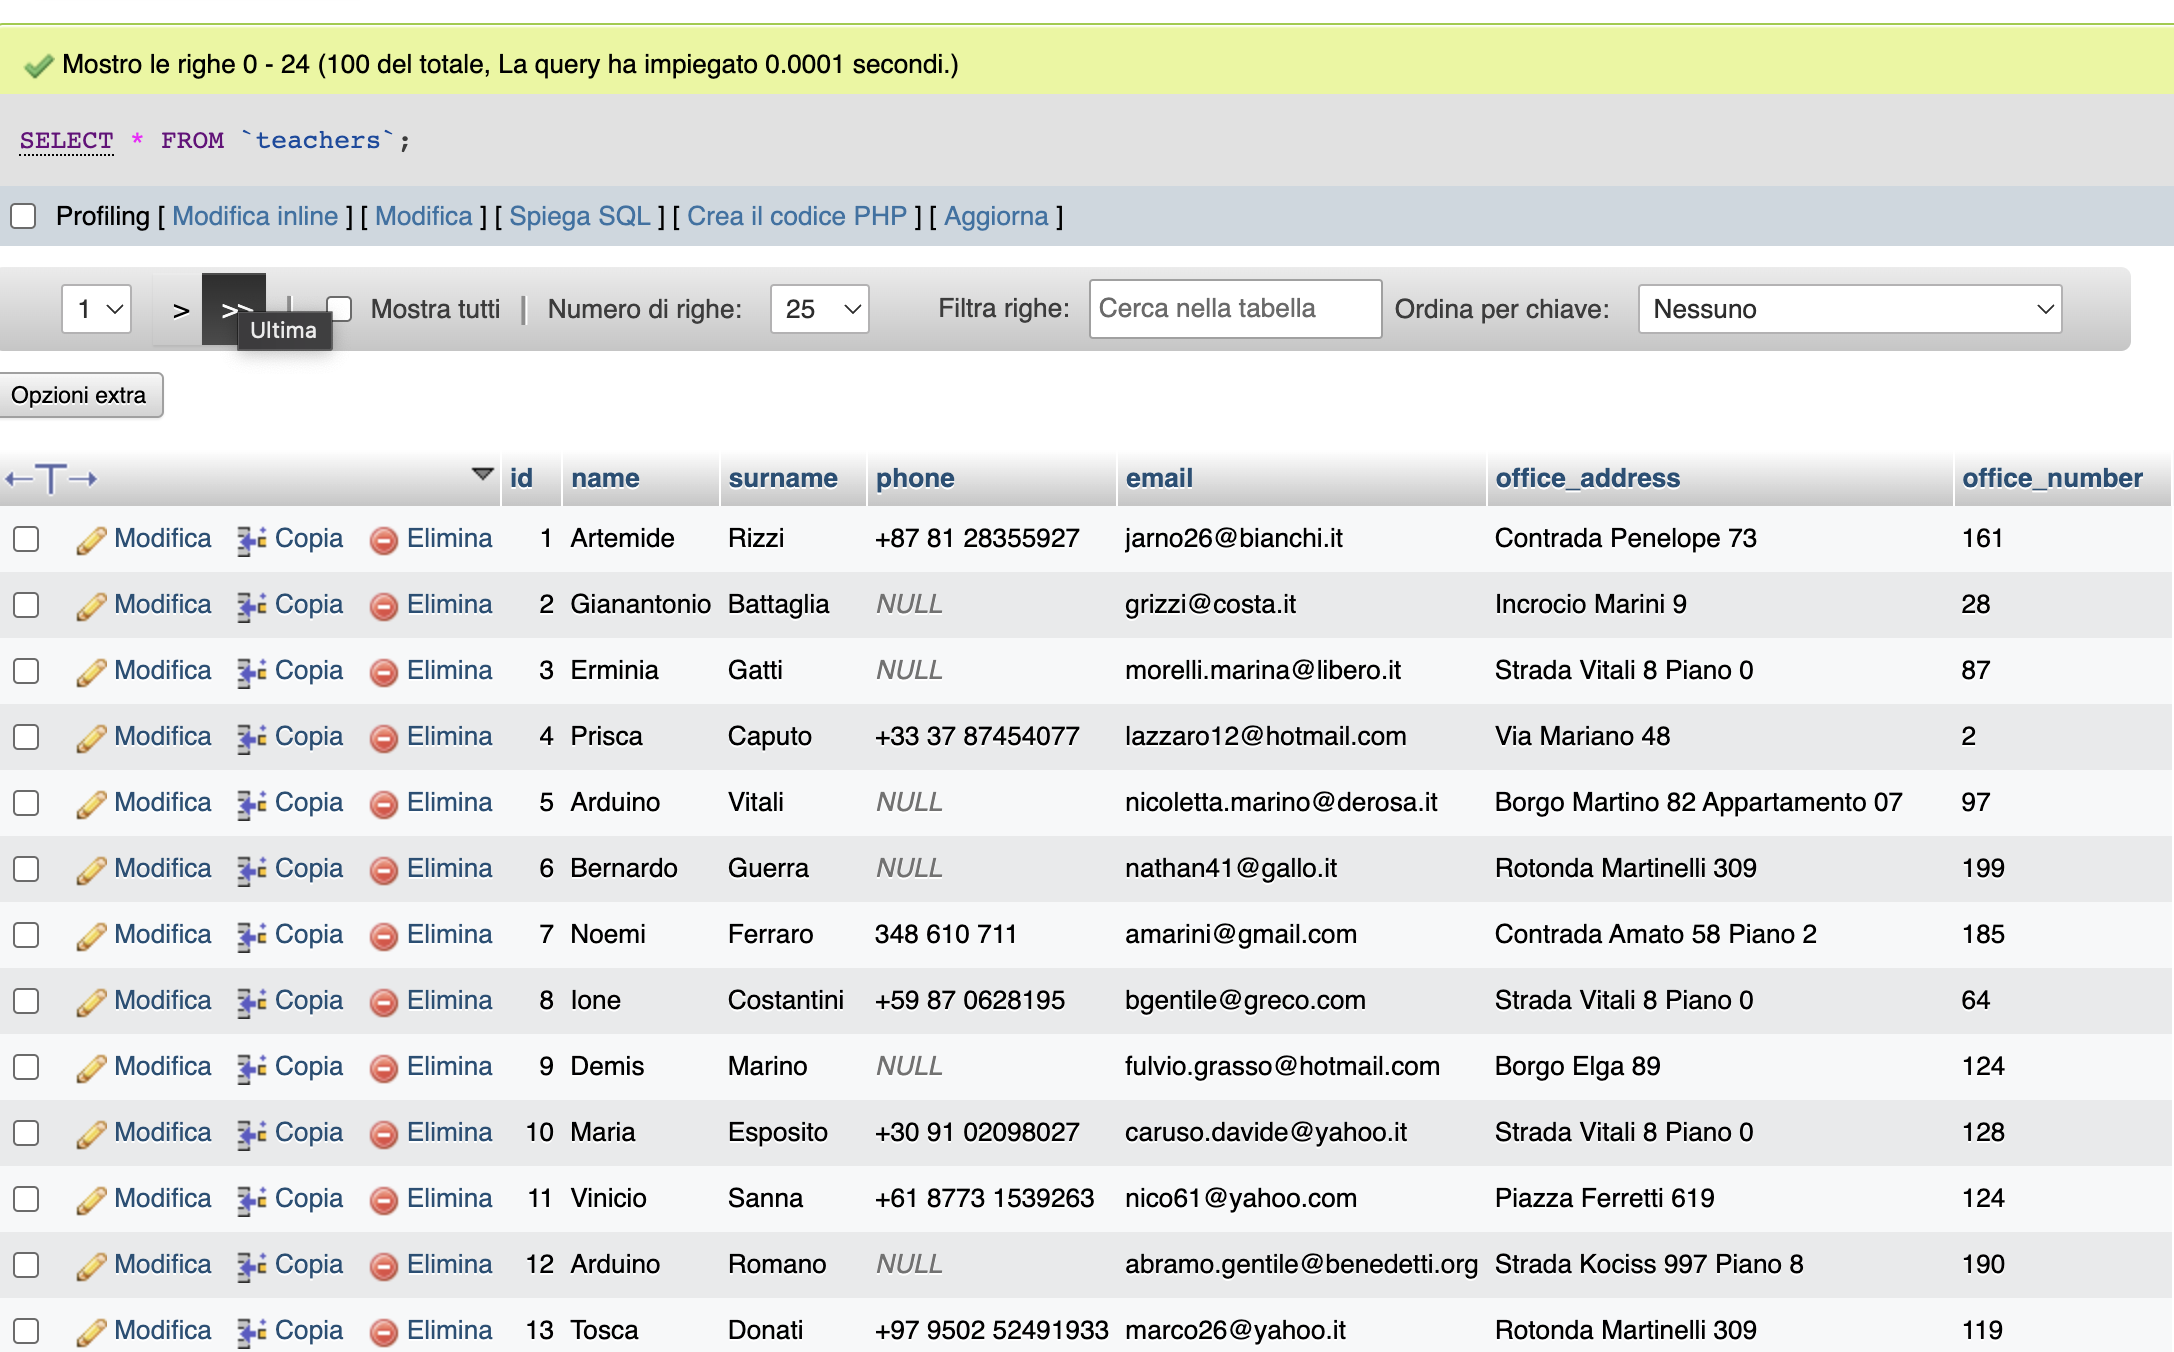 Mostro le righe 0 - 24 (100 del totale, La query ha impiegato 0.0001 secondi.)
SELECT * FROM `teachers`;
Profiling [ Modifica inline ] [ Modifica ] [ Spiega SQL ] [ Crea il codice PHP ] [ Aggiorna ]
1 > >> | Mostra tutti | Numero di righe: 25 Filtra righe: Cerca nella tabella Ordina per chiave: Nessuno
Ultima
Opzioni extra
←T→ id name surname phone email office_address office_number
Modifica Copia Elimina 1 Artemide Rizzi +87 81 28355927 jarno26@bianchi.it Contrada Penelope 73 161
Modifica Copia Elimina 2 Gianantonio Battaglia NULL grizzi@costa.it Incrocio Marini 9 28
Modifica Copia Elimina 3 Erminia Gatti NULL morelli.marina@libero.it Strada Vitali 8 Piano 0 87
Modifica Copia Elimina 4 Prisca Caputo +33 37 87454077 lazzaro12@hotmail.com Via Mariano 48 2
Modifica Copia Elimina 5 Arduino Vitali NULL nicoletta.marino@derosa.it Borgo Martino 82 Appartamento 07 97
Modifica Copia Elimina 6 Bernardo Guerra NULL nathan41@gallo.it Rotonda Martinelli 309 199
Modifica Copia Elimina 7 Noemi Ferraro 348 610 711 amarini@gmail.com Contrada Amato 58 Piano 2 185
Modifica Copia Elimina 8 Ione Costantini +59 87 0628195 bgentile@greco.com Strada Vitali 8 Piano 0 64
Modifica Copia Elimina 9 Demis Marino NULL fulvio.grasso@hotmail.com Borgo Elga 89 124
Modifica Copia Elimina 10 Maria Esposito +30 91 02098027 caruso.davide@yahoo.it Strada Vitali 8 Piano 0 128
Modifica Copia Elimina 11 Vinicio Sanna +61 8773 1539263 nico61@yahoo.com Piazza Ferretti 619 124
Modifica Copia Elimina 12 Arduino Romano NULL abramo.gentile@benedetti.org Strada Kociss 997 Piano 8 190
Modifica Copia Elimina 13 Tosca Donati +97 9502 52491933 marco26@yahoo.it Rotonda Martinelli 309 119